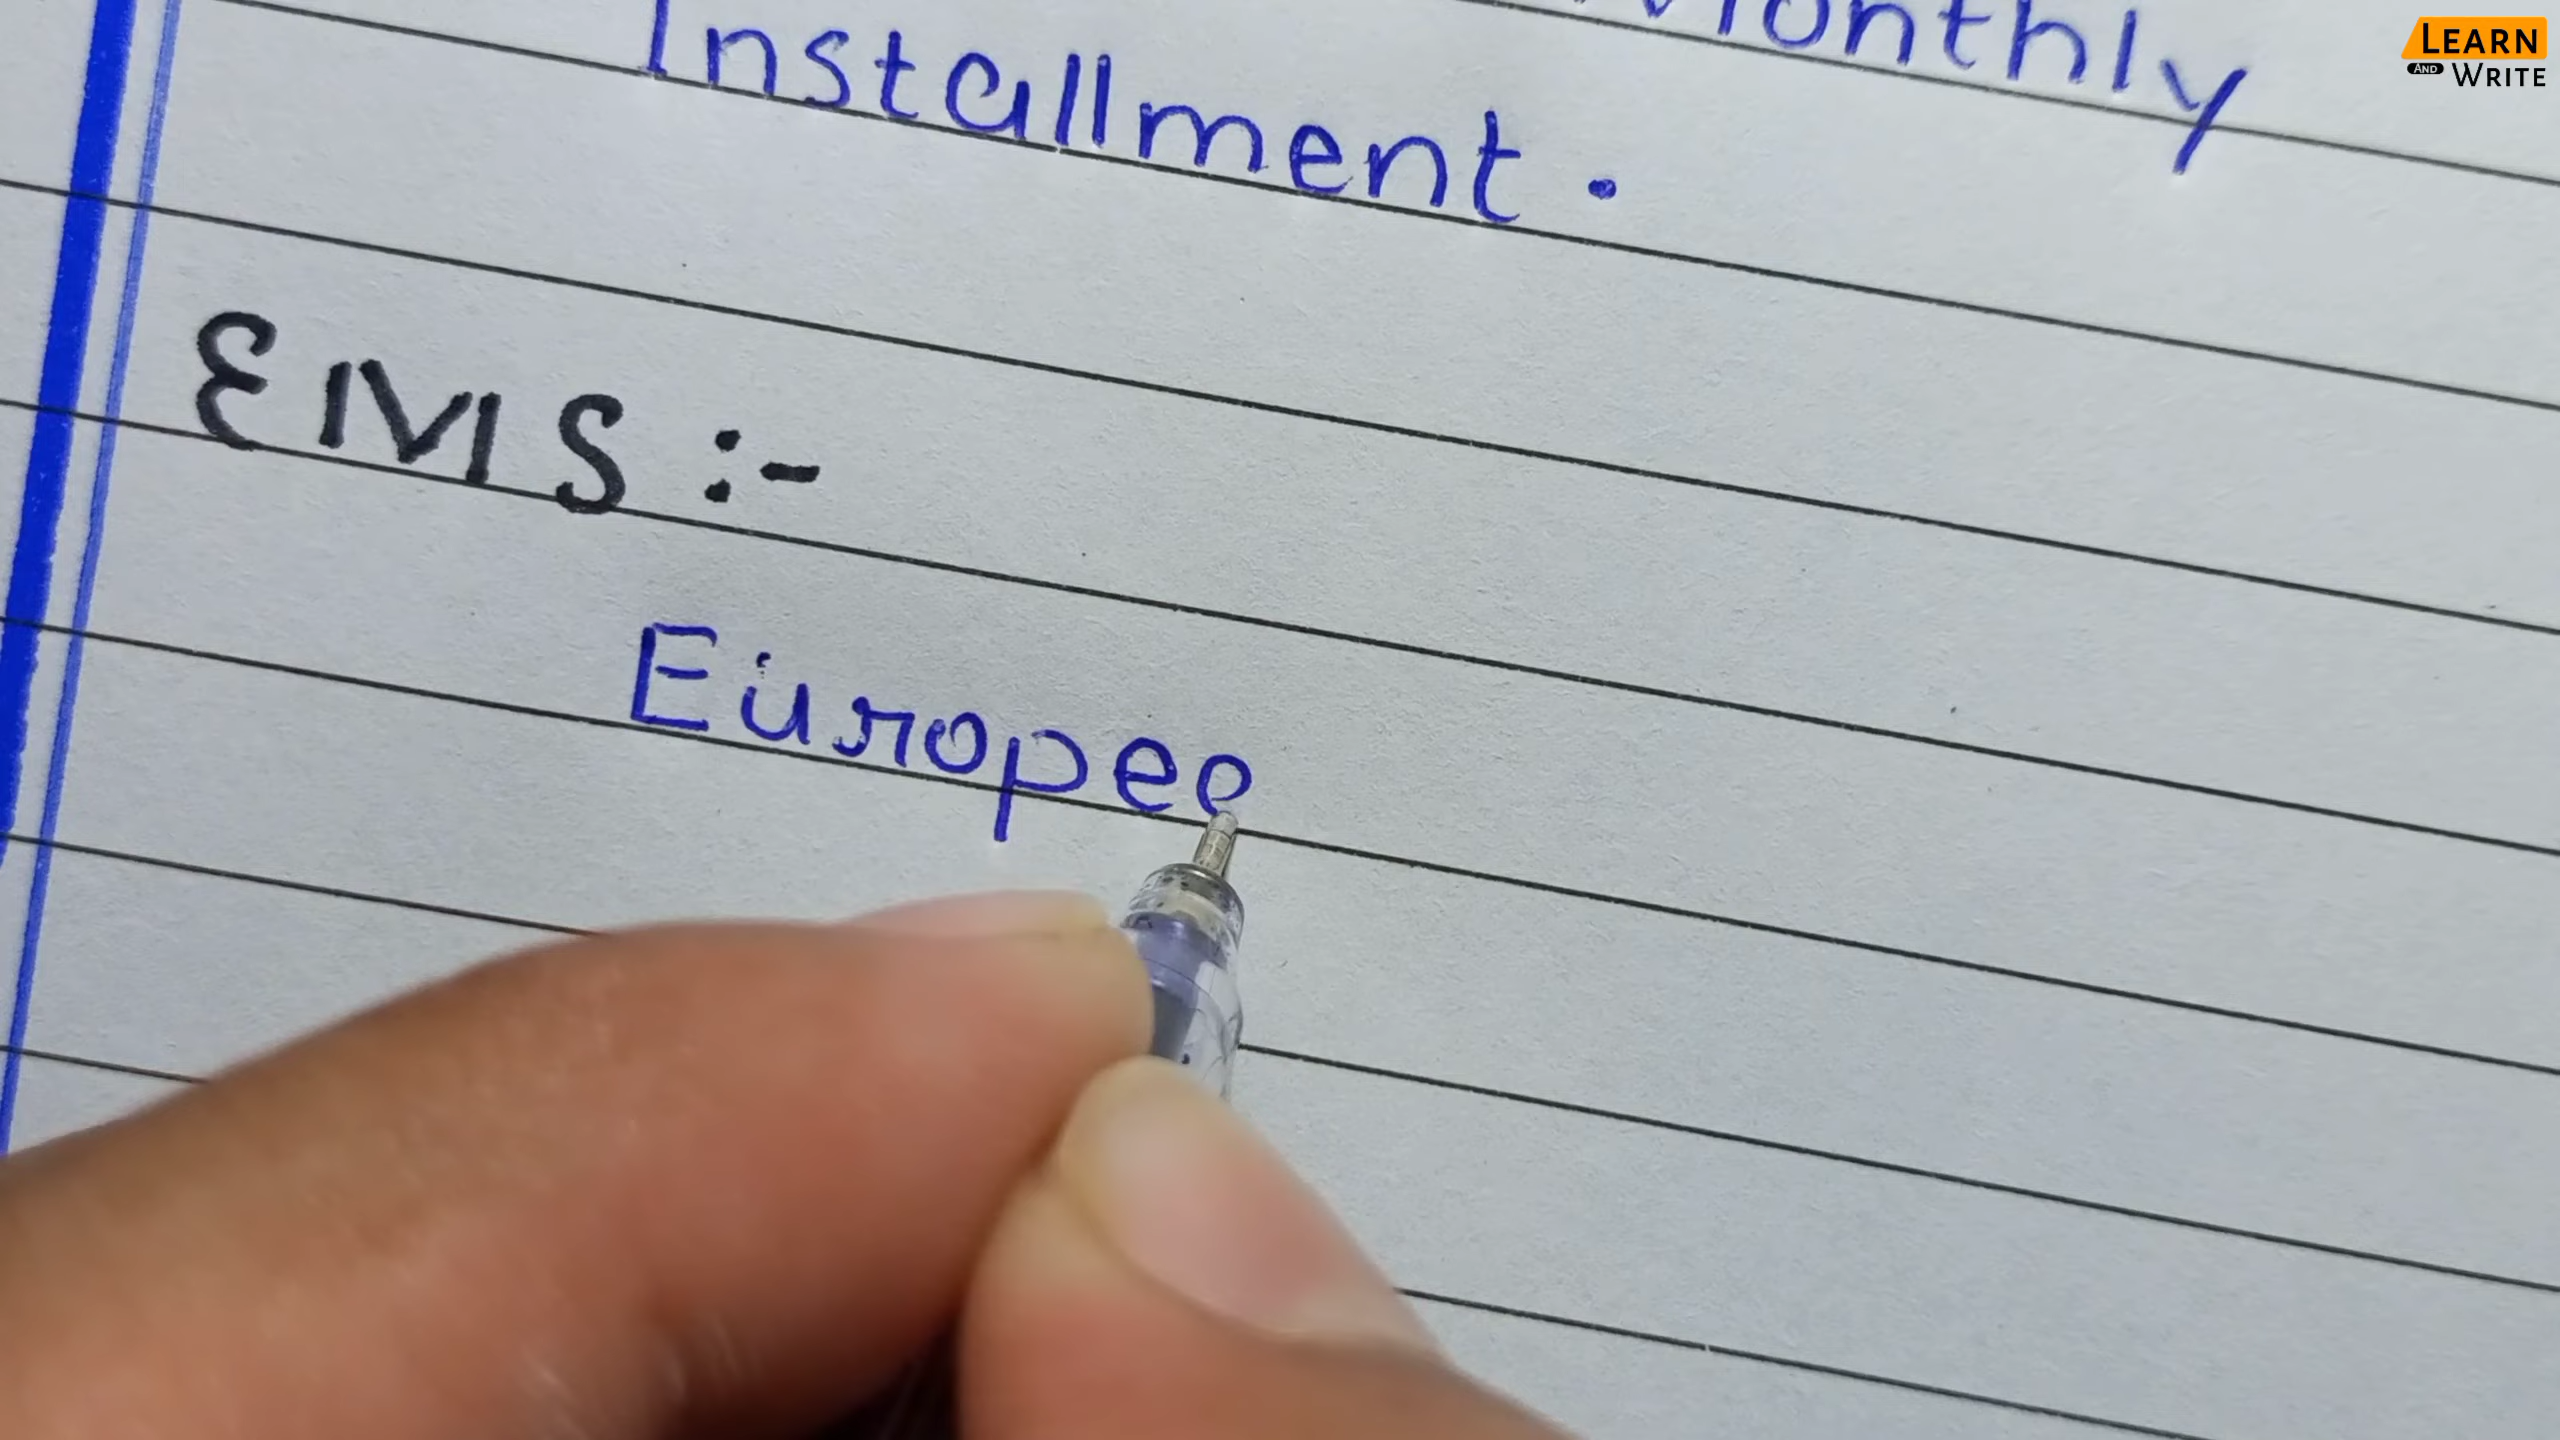 Monthly
Installment.
EMS :-
Europee
LEARN
AND WRITE